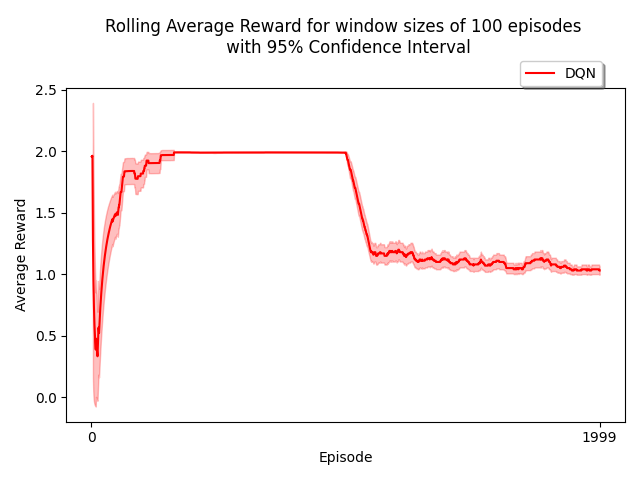 Rolling Average Reward for window sizes of 100 episodes
with 95% Confidence Interval
DQN
2.5
2.0
1.5
1.0
0.5
0.0
Average Reward
0
1999
Episode